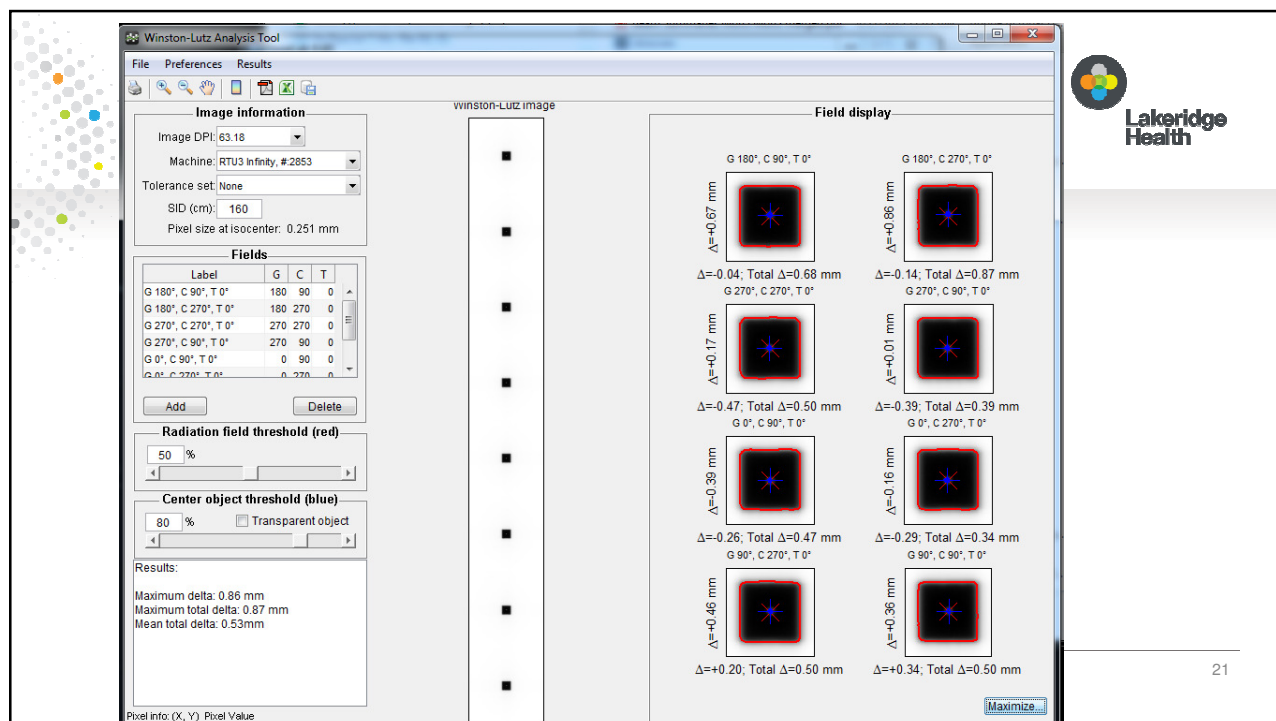 Winston-Lutz Analysis Tool
File Preferences Results
Image information
Image DPI: 63.18
Machine: RTU3 Infinity, #:2853
Tolerance set: None
SID (cm): 160
Pixel size at isocenter: 0.251 mm
Fields
Label G C T
G 180°, C 90°, T 0° 180 90 0
G 180°, C 270°, T 0° 180 270 0
G 270°, C 270°, T 0° 270 270 0
G 270°, C 90°, T 0° 270 90 0
G 0°, C 90°, T 0° 0 90 0
G 0°, C 270°, T 0° 0 270 0
Add Delete
Radiation field threshold (red)
50 %
Center object threshold (blue)
80 % Transparent object
Results:
Maximum delta: 0.86 mm
Maximum total delta: 0.87 mm
Mean total delta: 0.53mm
Pixel info: (X, Y) Pixel Value
Winston-Lutz image
Field display
G 180°, C 90°, T 0° G 180°, C 270°, T 0°
Δ=+0.67 mm Δ=+0.86 mm
Δ=-0.04; Total Δ=0.68 mm Δ=-0.14; Total Δ=0.87 mm
G 270°, C 270°, T 0° G 270°, C 90°, T 0°
Δ=+0.17 mm Δ=+0.01 mm
Δ=-0.47; Total Δ=0.50 mm Δ=-0.39; Total Δ=0.39 mm
G 0°, C 90°, T 0° G 0°, C 270°, T 0°
Δ=-0.39 mm Δ=-0.16 mm
Δ=-0.26; Total Δ=0.47 mm Δ=-0.29; Total Δ=0.34 mm
G 90°, C 270°, T 0° G 90°, C 90°, T 0°
Δ=+0.46 mm Δ=+0.36 mm
Δ=+0.20; Total Δ=0.50 mm Δ=+0.34; Total Δ=0.50 mm
Maximize...
Lakeridge
Health
21